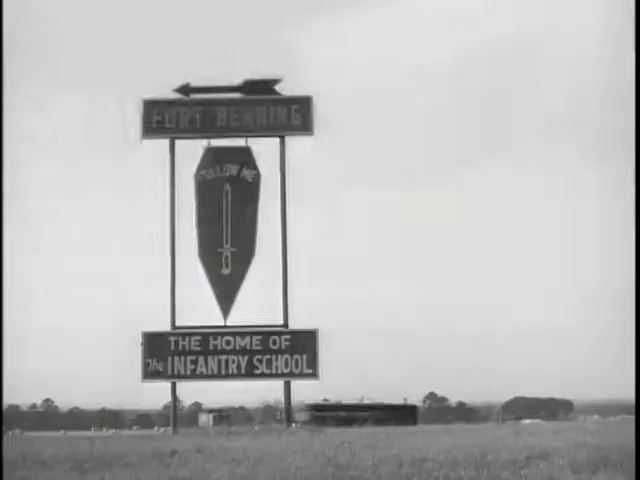 FORT BENNING
FOLLOW ME
THE HOME OF
The INFANTRY SCHOOL